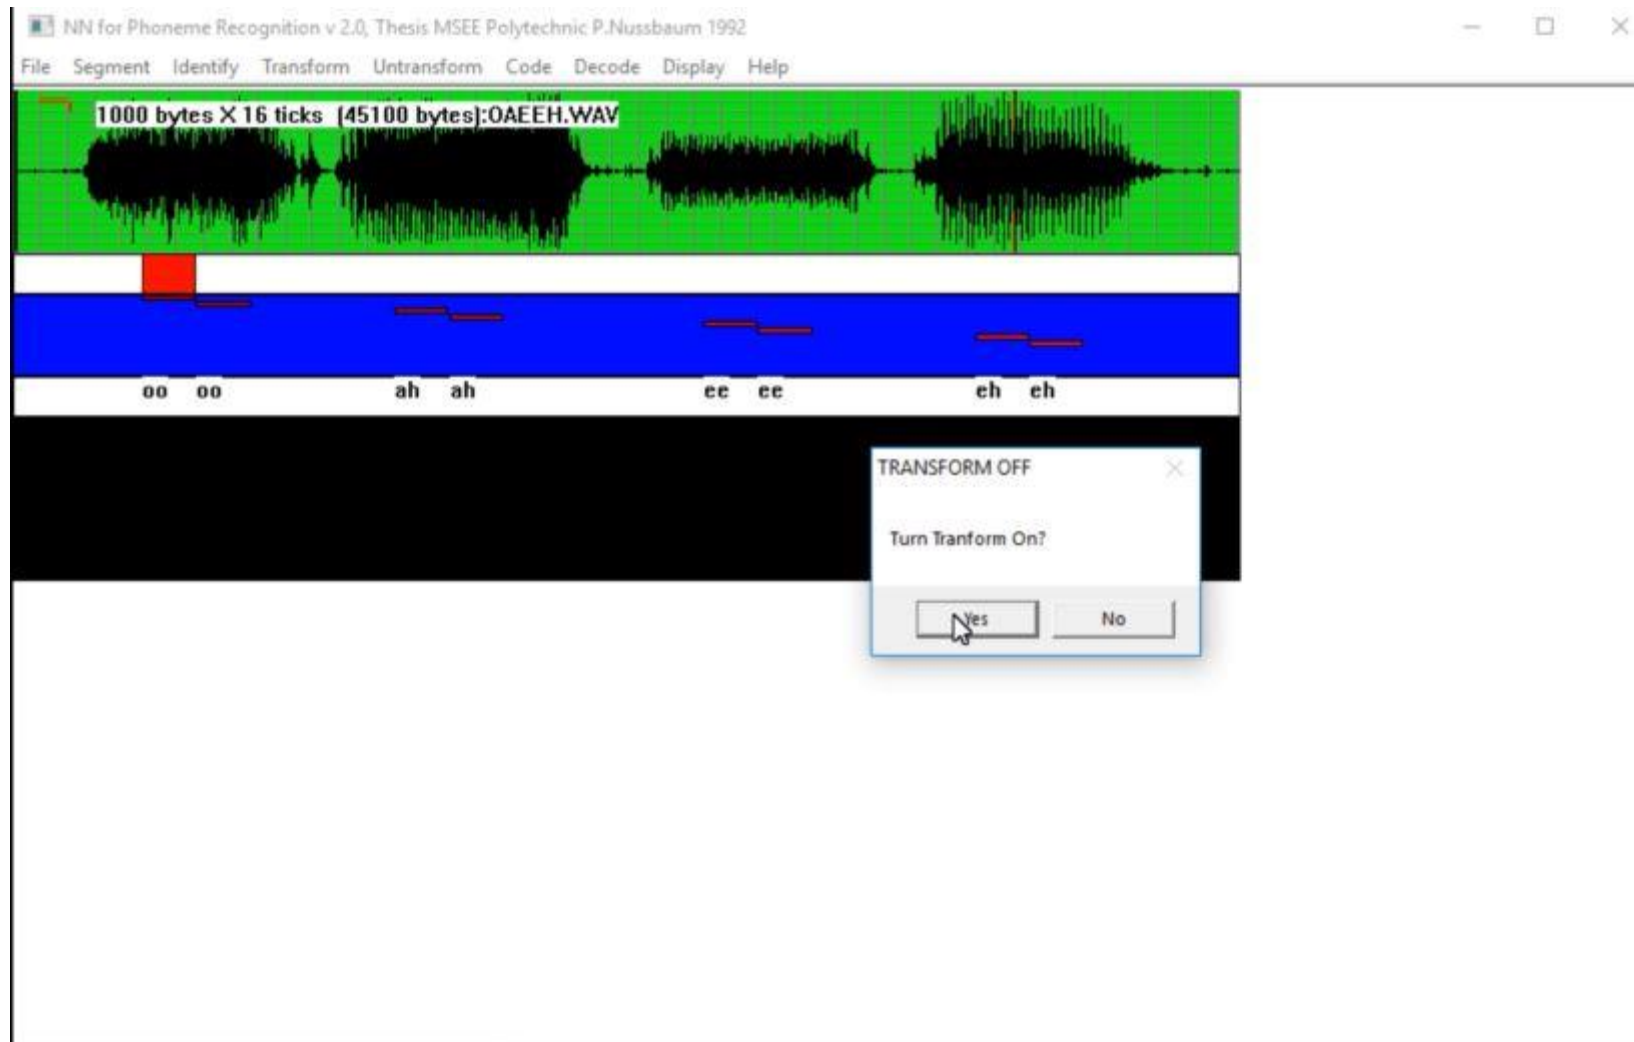 NN for Phoneme Recognition v 2.0, Thesis MSEE Polytechnic P.Nussbaum 1992
File Segment Identify Transform Untransform Code Decode Display Help
1000 bytes X 16 ticks (45100 bytes):OAEEH.WAV
oo oo ah ah ee ee eh eh
TRANSFORM OFF
Turn Tranform On?
Yes No